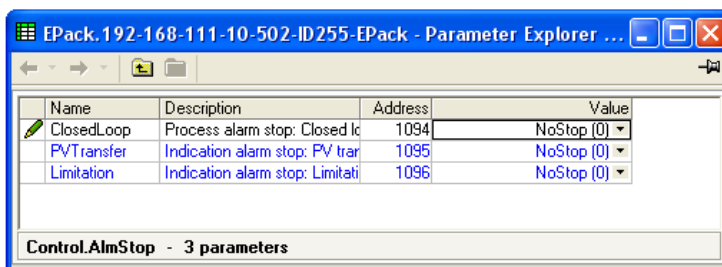 EPack.192-168-111-10-502-ID255-EPack - Parameter Explorer ...
Name Description Address Value
ClosedLoop Process alarm stop: Closed lo 1094 NoStop (0)
PVTransfer Indication alarm stop: PV tran 1095 NoStop (0)
Limitation Indication alarm stop: Limitati 1096 NoStop (0)
Control.AlmStop - 3 parameters